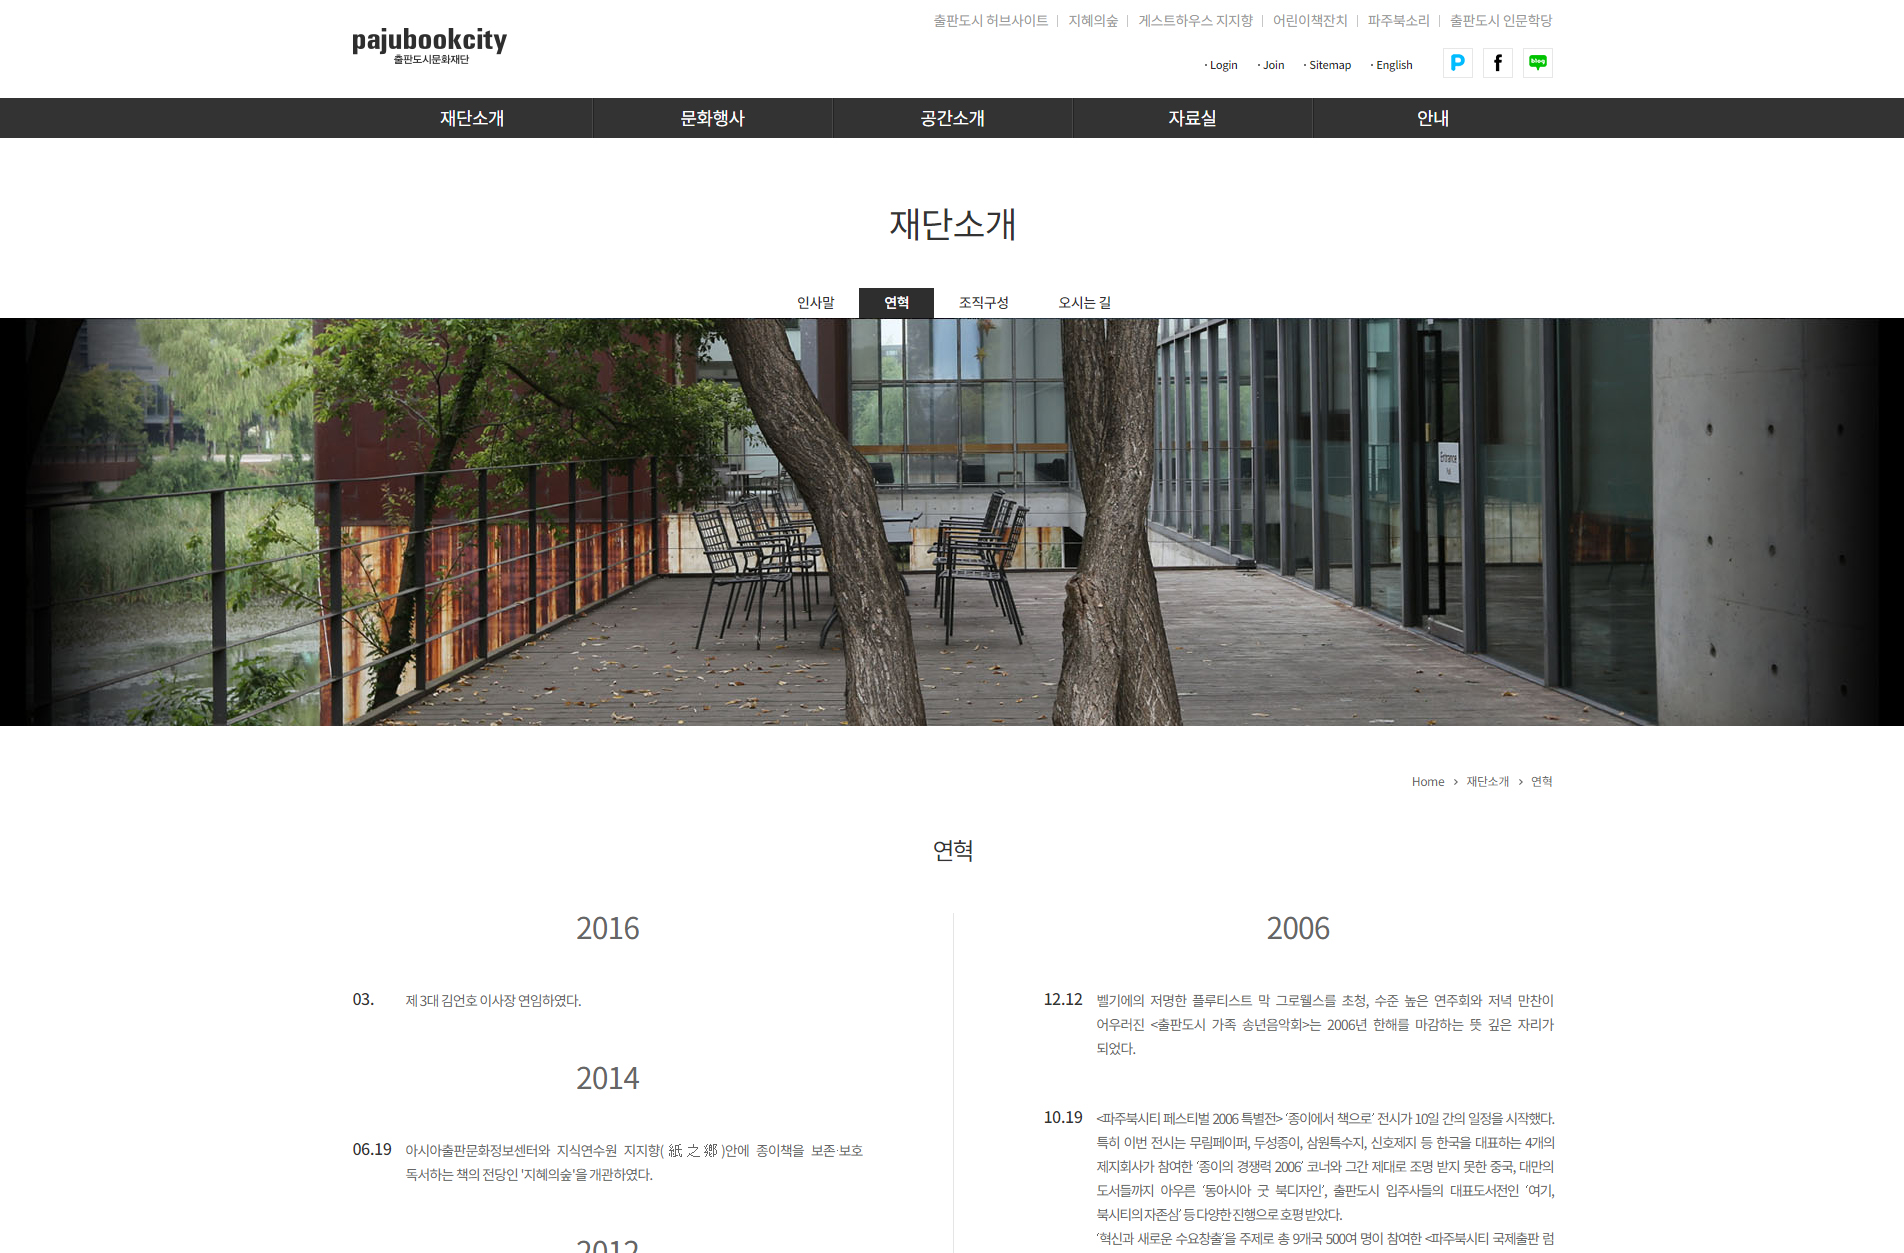 출판도시 허브사이트 지혜의숲 게스트하우스 지지향 어린이책잔치 파주북소리 출판도시 인문학당
pajubookcity
출판도시문화재단
· Login · Join · Sitemap · English
P f blog
재단소개 문화행사 공간소개 자료실 안내
재단소개
인사말 연혁 조직구성 오시는 길
Entrance
Home > 재단소개 > 연혁
연혁
2016
03. 제 3대 김언호 이사장 연임하였다.
2014
06.19 아시아출판문화정보센터와 지식연수원 지지향( 紙 之 鄕 )안에 종이책을 보존·보호
독서하는 책의 전당인 '지혜의숲'을 개관하였다.
2012
2006
12.12 벨기에의 저명한 플루티스트 막 그로웰스를 초청, 수준 높은 연주회와 저녁 만찬이
어우러진 <출판도시 가족 송년음악회>는 2006년 한해를 마감하는 뜻 깊은 자리가
되었다.
10.19 <파주북시티 페스티벌 2006 특별전> ‘종이에서 책으로’ 전시가 10일 간의 일정을 시작했다.
특히 이번 전시는 무림페이퍼, 두성종이, 삼원특수지, 신호제지 등 한국을 대표하는 4개의
제지회사가 참여한 ‘종이의 경쟁력 2006’ 코너와 그간 제대로 조명 받지 못한 중국, 대만의
도서들까지 아우른 ‘동아시아 굿 북디자인’, 출판도시 입주사들의 대표도서전인 ‘여기,
북시티의 자존심’ 등 다양한 진행으로 호평 받았다.
‘혁신과 새로운 수요창출’을 주제로 총 9개국 500여 명이 참여한 <파주북시티 국제출판 럼